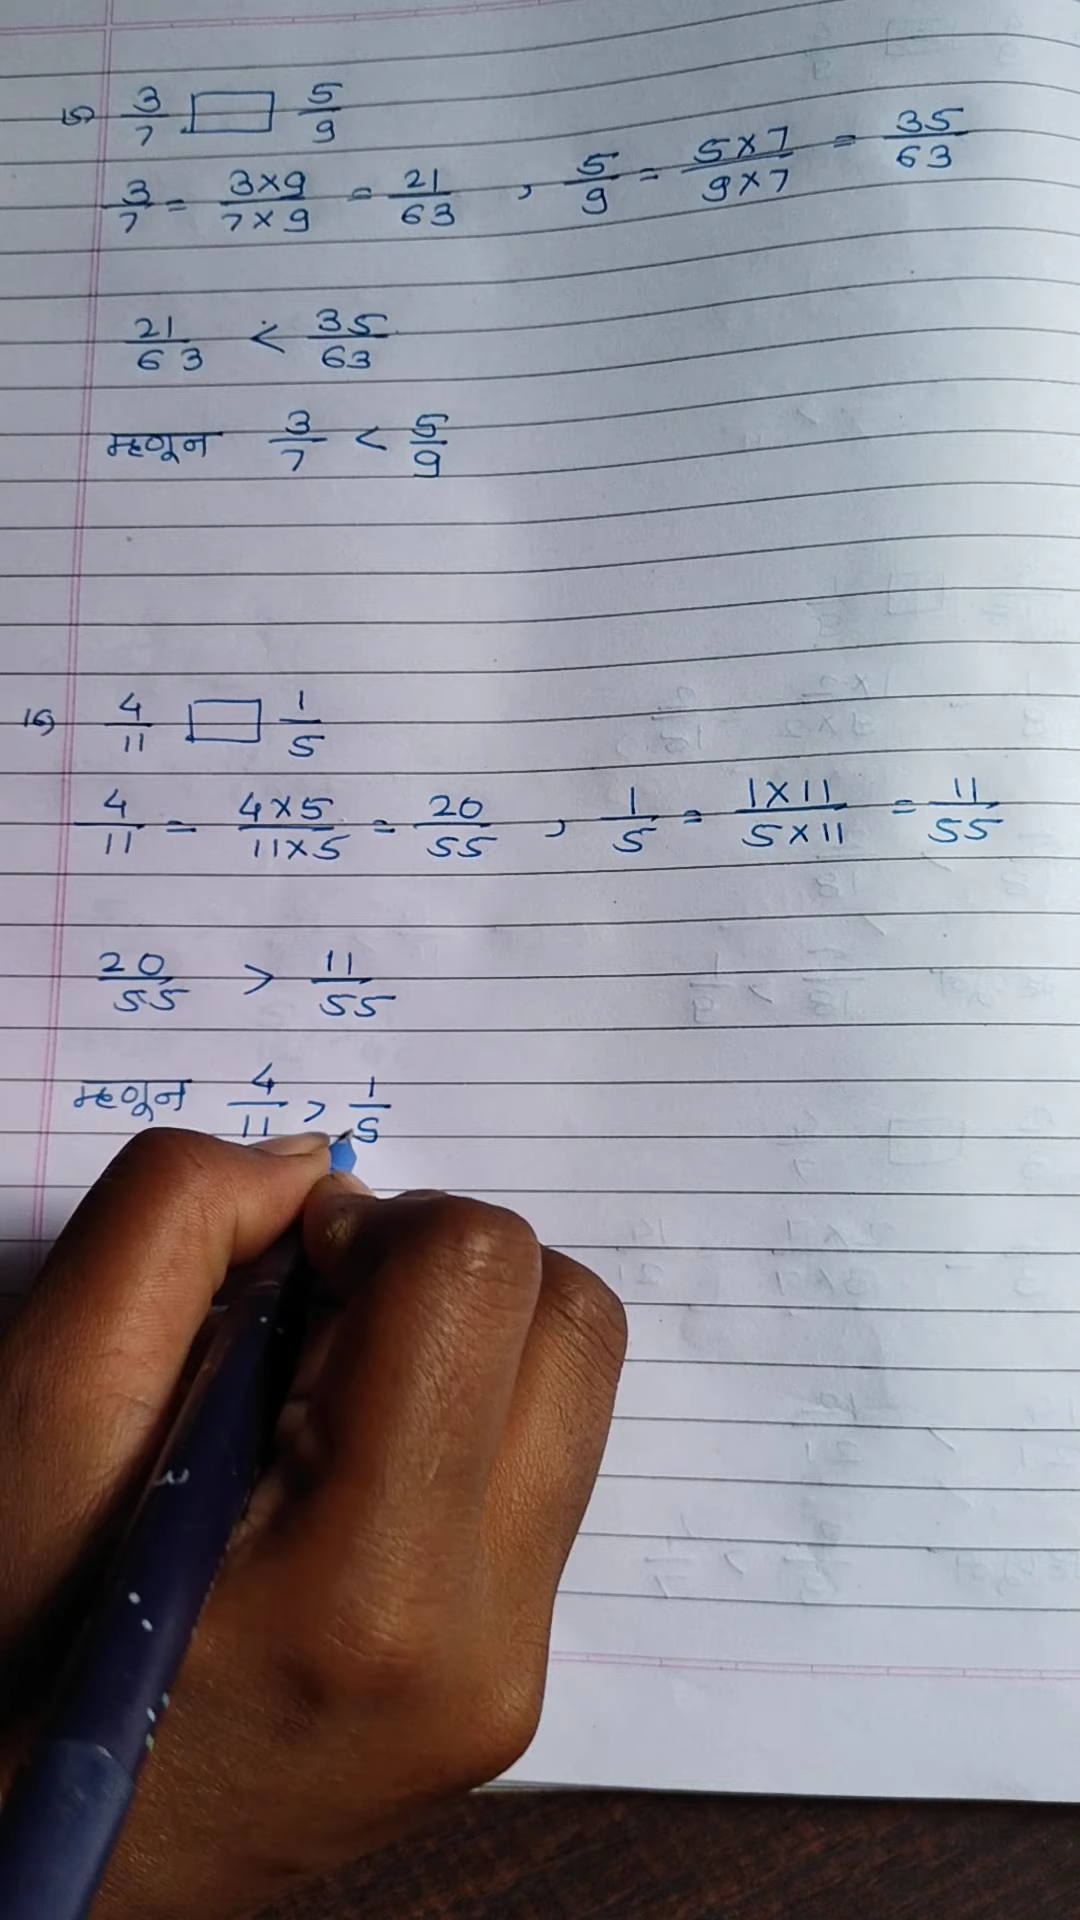 15) 3/7 □ 5/9
3/7 = 3×9/7×9 = 21/63 , 5/9 = 5×7/9×7 = 35/63
21/63 < 35/63
म्हणून 3/7 < 5/9
16) 4/11 □ 1/5
4/11 = 4×5/11×5 = 20/55 , 1/5 = 1×11/5×11 = 11/55
20/55 > 11/55
म्हणून 4/11 > 1/5